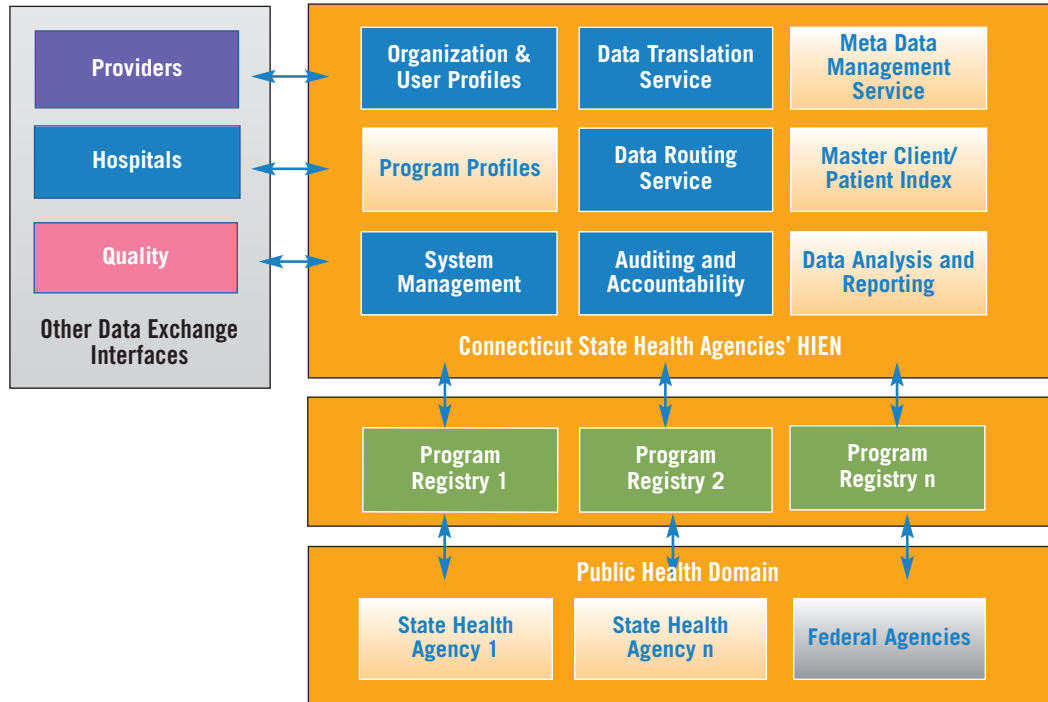 Providers
Hospitals
Quality
Other Data Exchange
Interfaces
Organization &
User Profiles
Data Translation
Service
Meta Data
Management
Service
Program Profiles
Data Routing
Service
Master Client/
Patient Index
System
Management
Auditing and
Accountability
Data Analysis and
Reporting
Connecticut State Health Agencies’ HIEN
Program
Registry 1
Program
Registry 2
Program
Registry n
Public Health Domain
State Health
Agency 1
State Health
Agency n
Federal Agencies